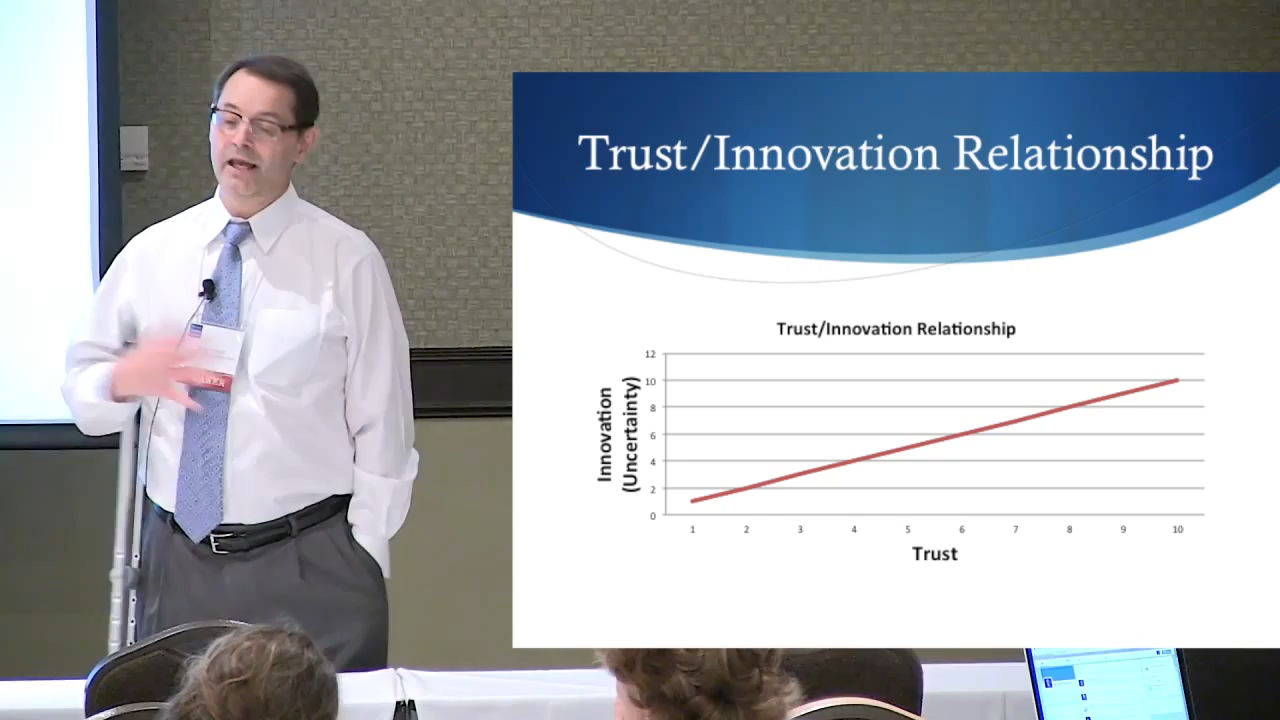 Trust/Innovation Relationship
Trust/Innovation Relationship
Innovation
(Uncertainty)
12
10
8
6
4
2
0
1 2 3 4 5 6 7 8 9 10
Trust